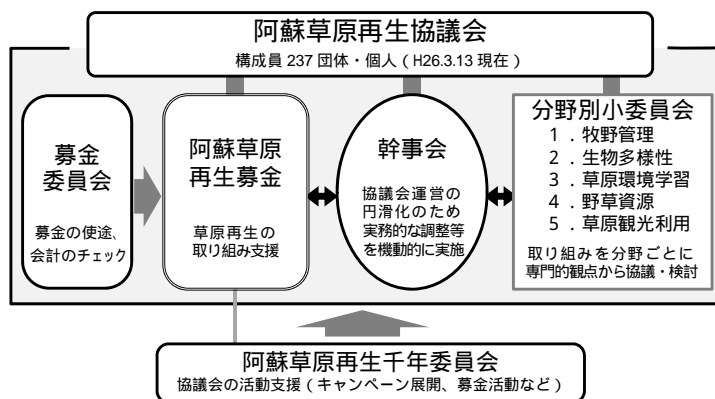 阿蘇草原再生協議会
構成員 237 団体・個人（H26.3.13 現在）
募金
委員会
募金の使途、
会計のチェック
阿蘇草原
再生募金
草原再生の
取り組み支援
幹事会
協議会運営の
円滑化のため
実務的な調整等
を機動的に実施
分野別小委員会
1．牧野管理
2．生物多様性
3．草原環境学習
4．野草資源
5．草原観光利用
取り組みを分野ごとに
専門的観点から協議・検討
阿蘇草原再生千年委員会
協議会の活動支援（キャンペーン展開、募金活動など）